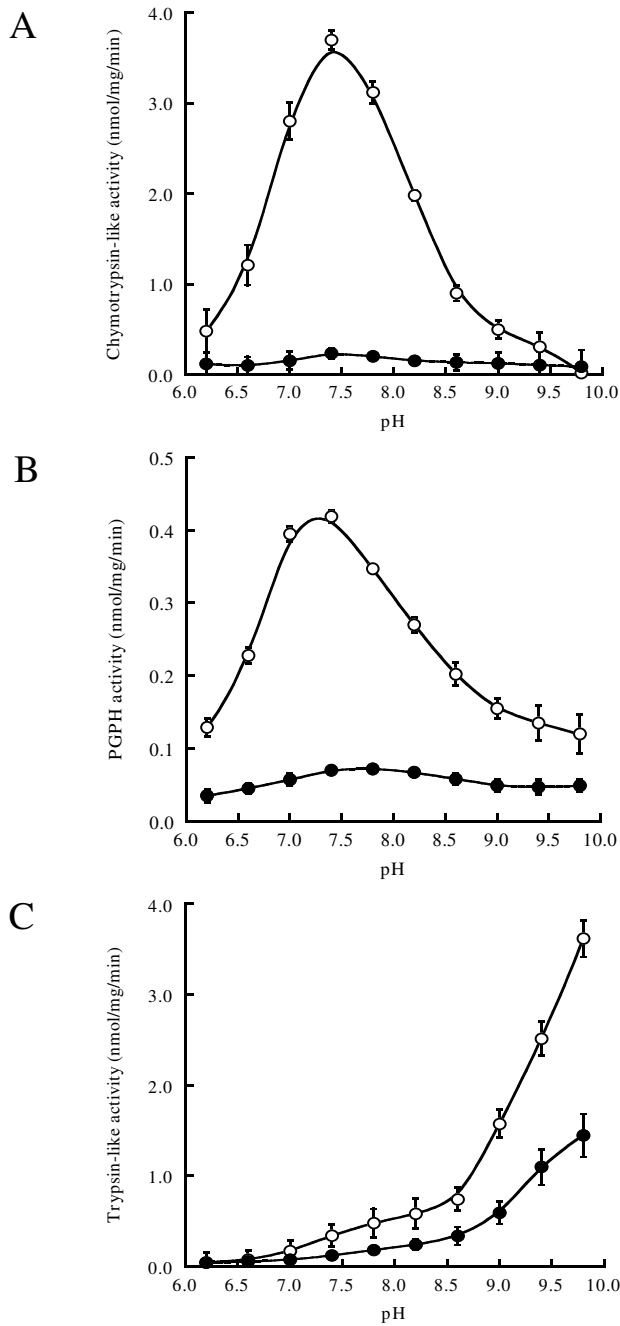 A
Chymotrypsin-like activity (nmol/mg/min)
4.0
3.0
2.0
1.0
0.0
6.0 6.5 7.0 7.5 8.0 8.5 9.0 9.5 10.0
pH
B
PGPH activity (nmol/mg/min)
0.5
0.4
0.3
0.2
0.1
0.0
6.0 6.5 7.0 7.5 8.0 8.5 9.0 9.5 10.0
pH
C
Trypsin-like activity (nmol/mg/min)
4.0
3.0
2.0
1.0
0.0
6.0 6.5 7.0 7.5 8.0 8.5 9.0 9.5 10.0
pH